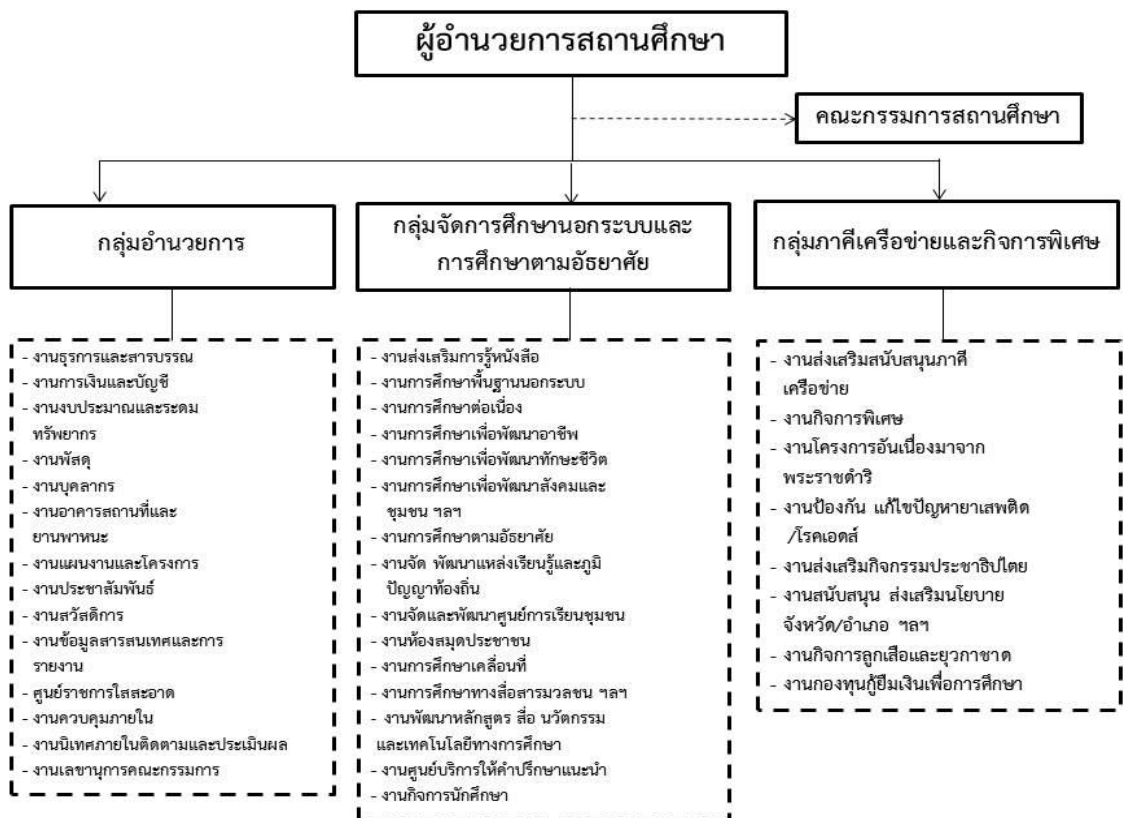 ผู้อำนวยการสถานศึกษา
คณะกรรมการสถานศึกษา
กลุ่มอำนวยการ
กลุ่มจัดการศึกษานอกระบบและ
การศึกษาตามอัธยาศัย
กลุ่มภาคีเครือข่ายและกิจการพิเศษ
- งานธุรการและสารบรรณ
- งานการเงินและบัญชี
- งานงบประมาณและระดม
ทรัพยากร
- งานพัสดุ
- งานบุคลากร
- งานอาคารสถานที่และ
ยานพาหนะ
- งานแผนงานและโครงการ
- งานประชาสัมพันธ์
- งานสวัสดิการ
- งานข้อมูลสารสนเทศและการ
รายงาน
- ศูนย์ราชการใสสะอาด
- งานควบคุมภายใน
- งานนิเทศภายในติดตามและประเมินผล
- งานเลขานุการคณะกรรมการ
- งานส่งเสริมการรู้หนังสือ
- งานการศึกษาพื้นฐานนอกระบบ
- งานการศึกษาต่อเนื่อง
- งานการศึกษาเพื่อพัฒนาอาชีพ
- งานการศึกษาเพื่อพัฒนาทักษะชีวิต
- งานการศึกษาเพื่อพัฒนาสังคมและ
ชุมชน ฯลฯ
- งานการศึกษาตามอัธยาศัย
- งานจัด พัฒนาแหล่งเรียนรู้และภูมิ
ปัญญาท้องถิ่น
- งานจัดและพัฒนาศูนย์การเรียนชุมชน
- งานห้องสมุดประชาชน
- งานการศึกษาเคลื่อนที่
- งานการศึกษาทางสื่อสารมวลชน ฯลฯ
- งานพัฒนาหลักสูตร สื่อ นวัตกรรม
และเทคโนโลยีทางการศึกษา
- งานศูนย์บริการให้คำปรึกษาแนะนำ
- งานกิจการนักศึกษา
- งานส่งเสริมสนับสนุนภาคี
เครือข่าย
- งานกิจการพิเศษ
- งานโครงการอันเนื่องมาจาก
พระราชดำริ
- งานป้องกัน แก้ไขปัญหายาเสพติด
/โรคเอดส์
- งานส่งเสริมกิจกรรมประชาธิปไตย
- งานสนับสนุน ส่งเสริมนโยบาย
จังหวัด/อำเภอ ฯลฯ
- งานกิจการลูกเสือและยุวกาชาด
- งานกองทุนกู้ยืมเงินเพื่อการศึกษา